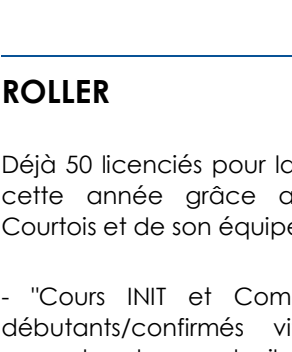 ROLLER
Déjà 50 licenciés pour la
cette année grâce a
Courtois et de son équipe
- "Cours INIT et Com
débutants/confirmés vi